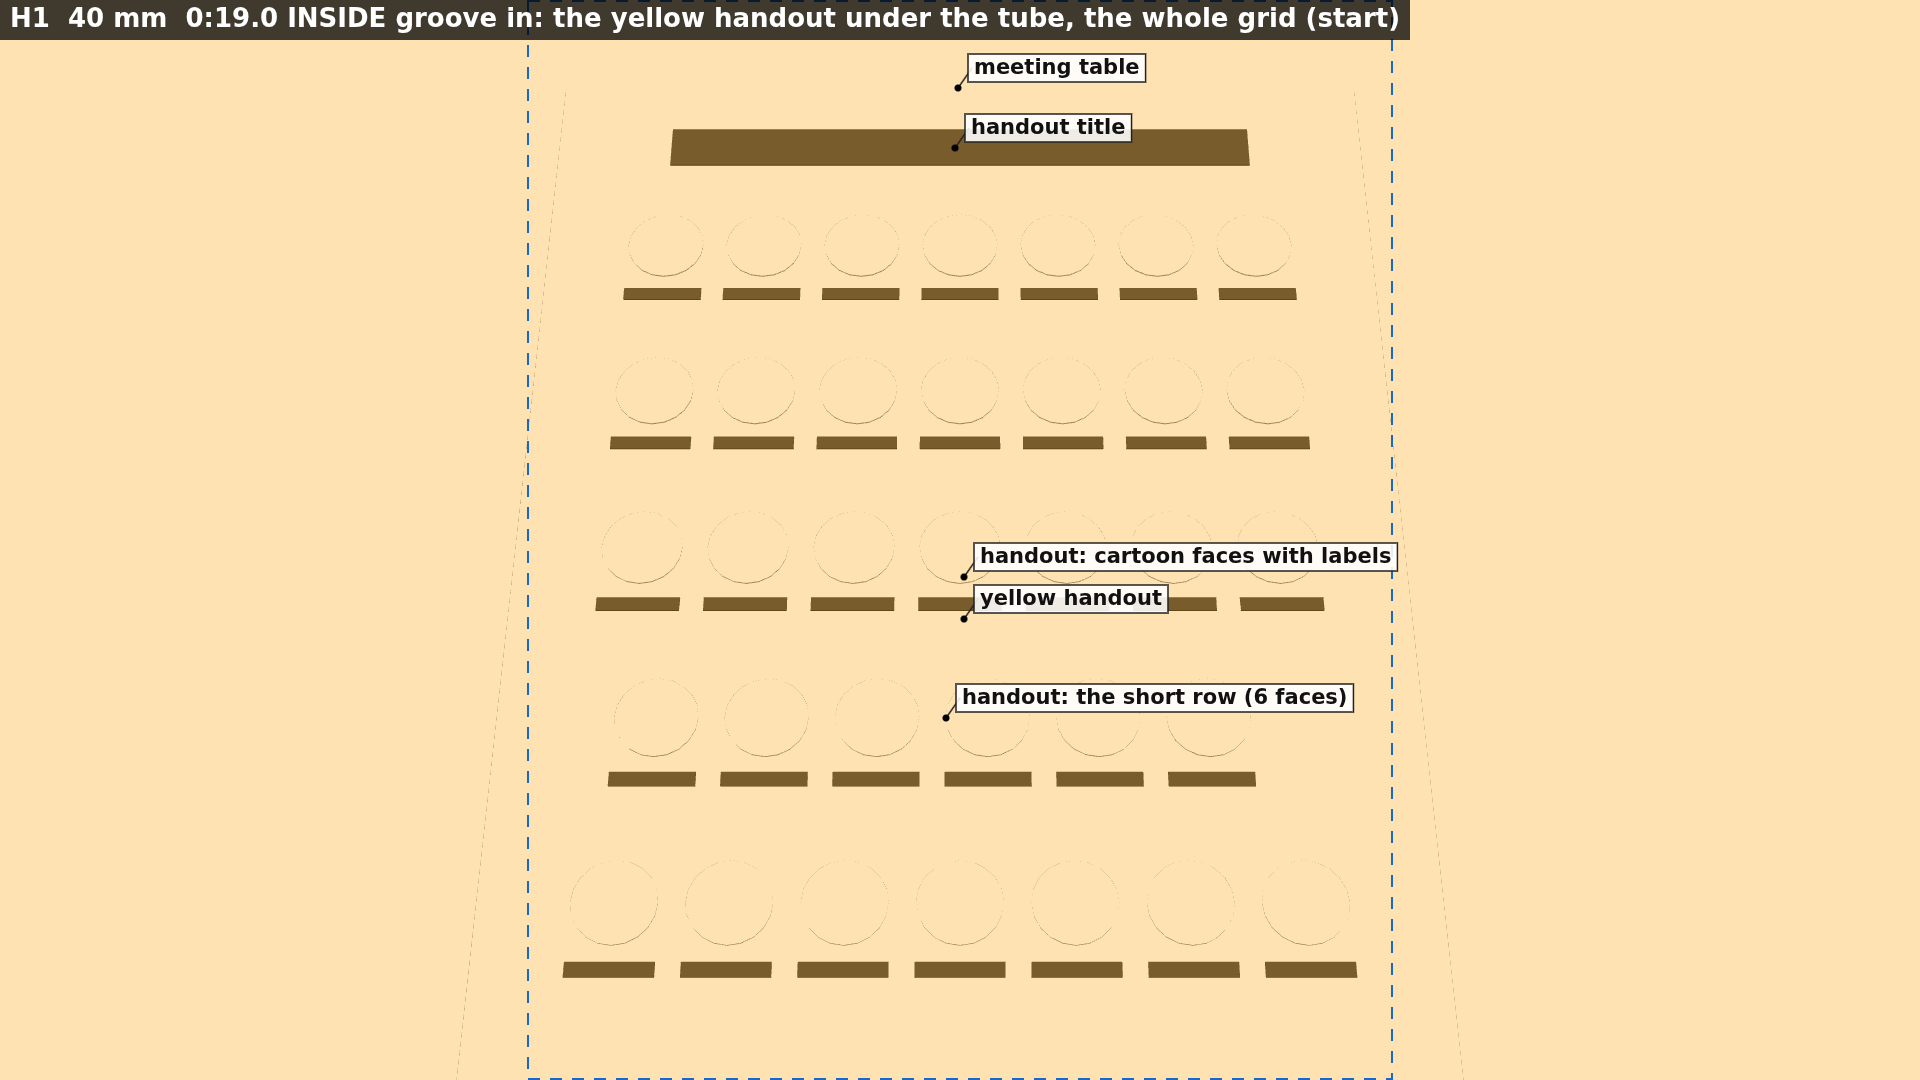 H1  40 mm  0:19.0 INSIDE groove in: the yellow handout under the tube, the whole grid (start)
meeting table
handout title
handout: cartoon faces with labels
yellow handout
handout: the short row (6 faces)